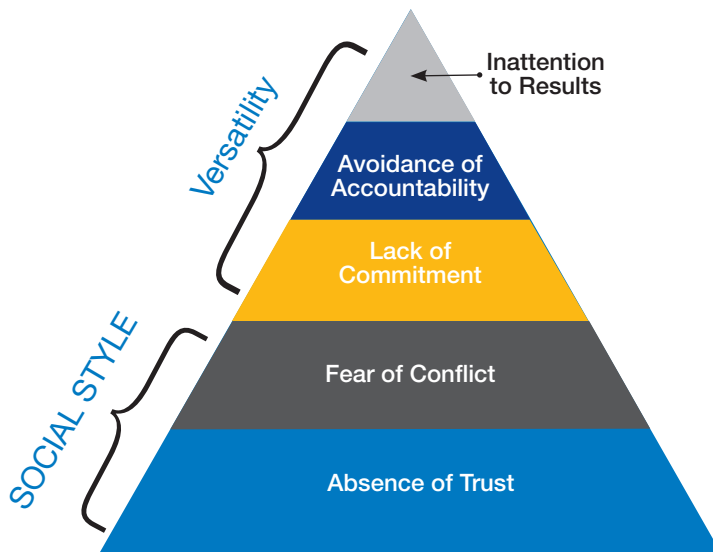 Inattention
to Results
Versatility
Avoidance of
Accountability
Lack of
Commitment
SOCIAL STYLE
Fear of Conflict
Absence of Trust